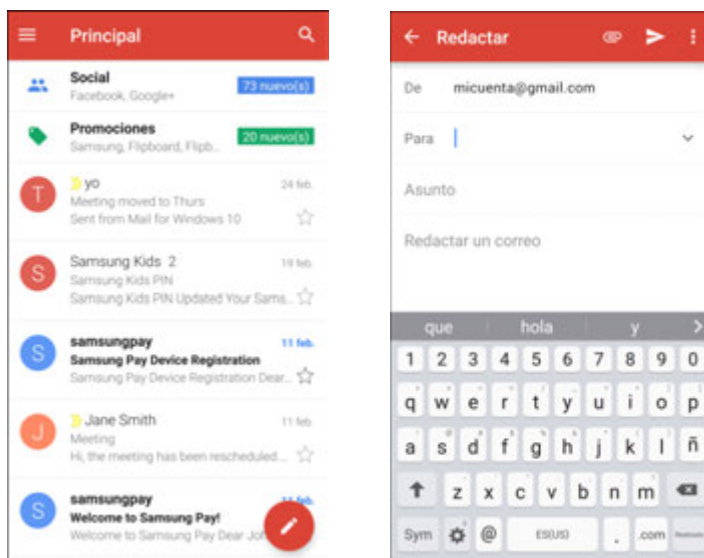 Principal
Social
Facebook, Google+
73 nuevo(s)
Promociones
Samsung, Flipboard, Flipb...
20 nuevo(s)
T
yo
24 feb.
Meeting moved to Thurs
Sent from Mail for Windows 10
S
Samsung Kids 2
19 feb.
Samsung Kids PIN
Samsung Kids PIN Updated Your Sams...
S
samsungpay
11 feb.
Samsung Pay Device Registration
Samsung Pay Device Registration Dear...
J
Jane Smith
11 feb.
Meeting
Hi, the meeting has been rescheduled...
S
samsungpay
11 feb.
Welcome to Samsung Pay!
Welcome to Samsung Pay Dear
Redactar
De micuenta@gmail.com
Para
Asunto
Redactar un correo
que hola y
1 2 3 4 5 6 7 8 9 0
q w e r t y u i o p
a s d f g h j k l ñ
z x c v b n m
Sym @ ES(US) . .com